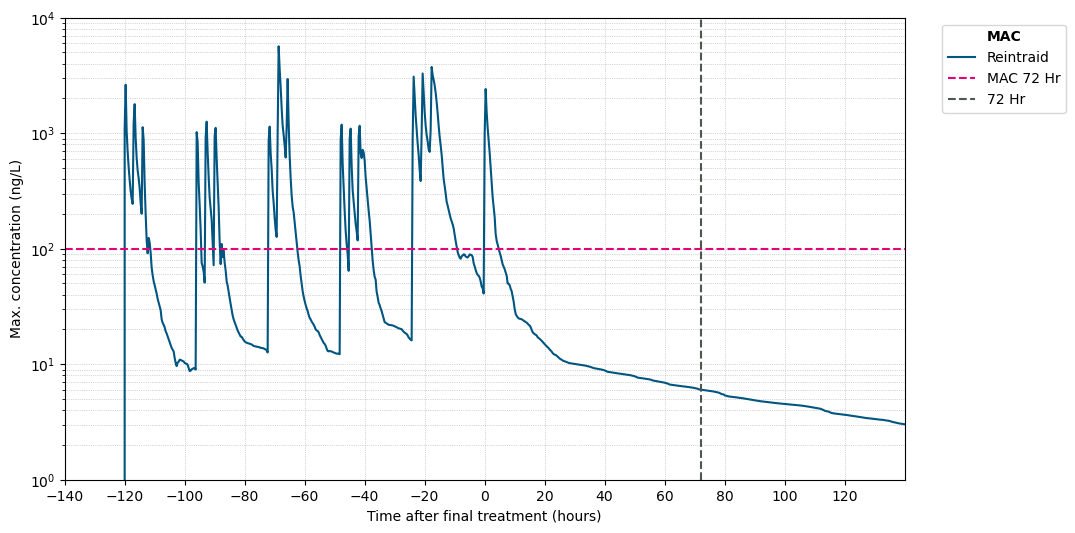 10⁴
10³
10²
10¹
10⁰
Max. concentration (ng/L)
−140 −120 −100 −80 −60 −40 −20 0 20 40 60 80 100 120
Time after final treatment (hours)
MAC
Reintraid
MAC 72 Hr
72 Hr